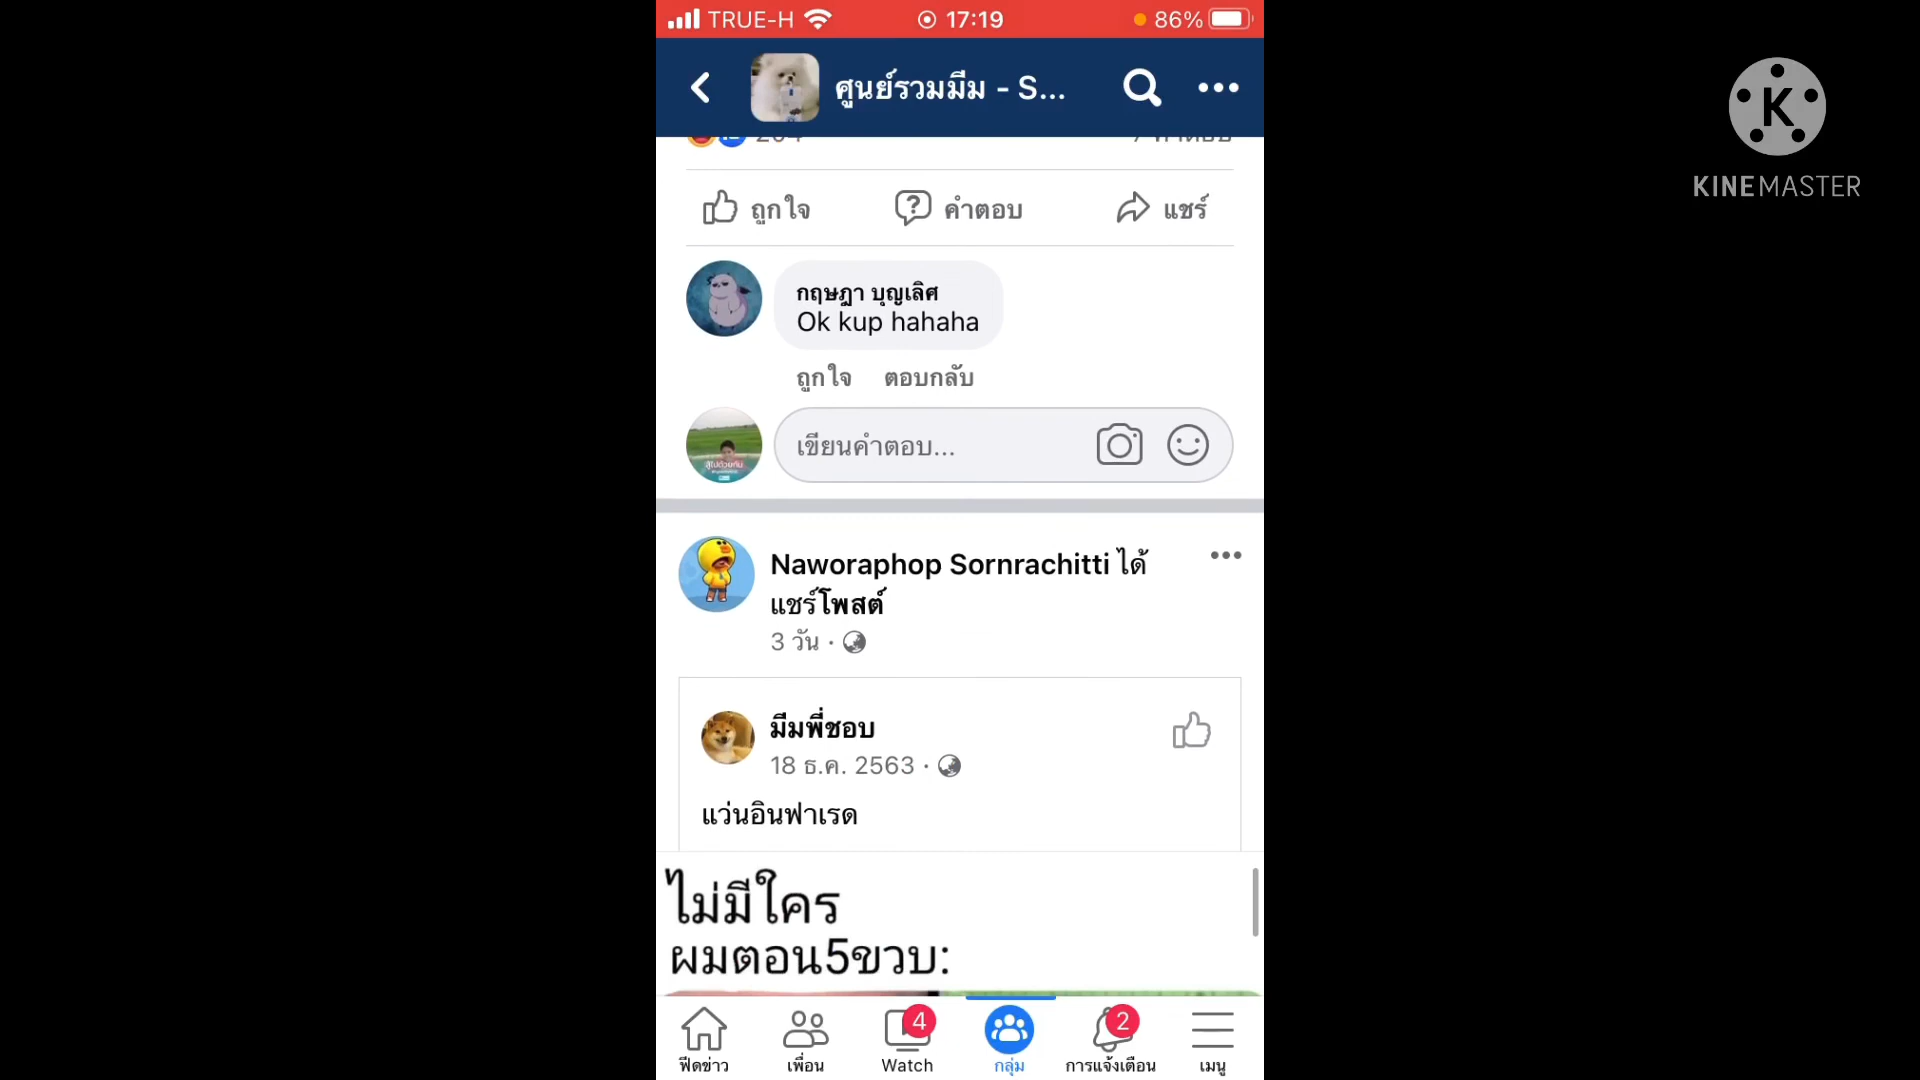 TRUE-H 17:19 86%
ศูนย์รวมมีม - S...
ถูกใจ คำตอบ แชร์
กฤษฎา บุญเลิศ
Ok kup hahaha
ถูกใจ ตอบกลับ
เขียนคำตอบ...
Naworaphop Sornrachitti ได้
แชร์โพสต์
3 วัน ·
มีมพี่ชอบ
18 ธ.ค. 2563 ·
แว่นอินฟาเรด
ไม่มีใคร
ผมตอน5ขวบ:
4 2
ฟีดข่าว เพื่อน Watch กลุ่ม การแจ้งเตือน เมนู
K
KINEMASTER